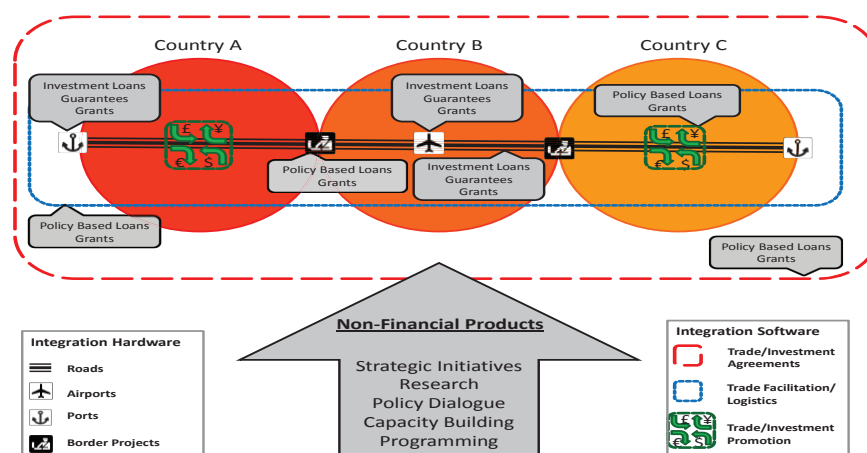 Country A
Country B
Country C
Investment Loans
Guarantees
Grants
Investment Loans
Guarantees
Grants
Policy Based Loans
Grants
£ ¥
€ $
£ ¥
€ $
Policy Based Loans
Grants
Investment Loans
Guarantees
Grants
Policy Based Loans
Grants
Policy Based Loans
Grants
Non-Financial Products
Strategic Initiatives
Research
Policy Dialogue
Capacity Building
Programming
Integration Hardware
Roads
Airports
Ports
Border Projects
Integration Software
Trade/Investment
Agreements
Trade Facilitation/
Logistics
£ ¥
€ $
Trade/Investment
Promotion